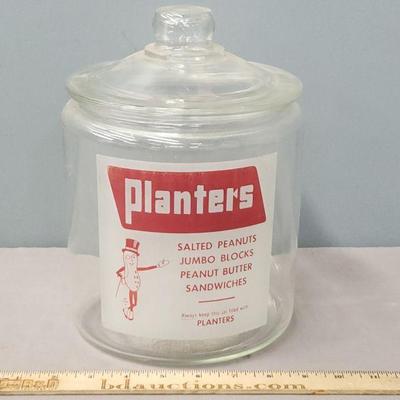 Planters
SALTED PEANUTS
JUMBO BLOCKS
PEANUT BUTTER
SANDWICHES
Always keep this jar filled with
PLANTERS
bdauctions.com